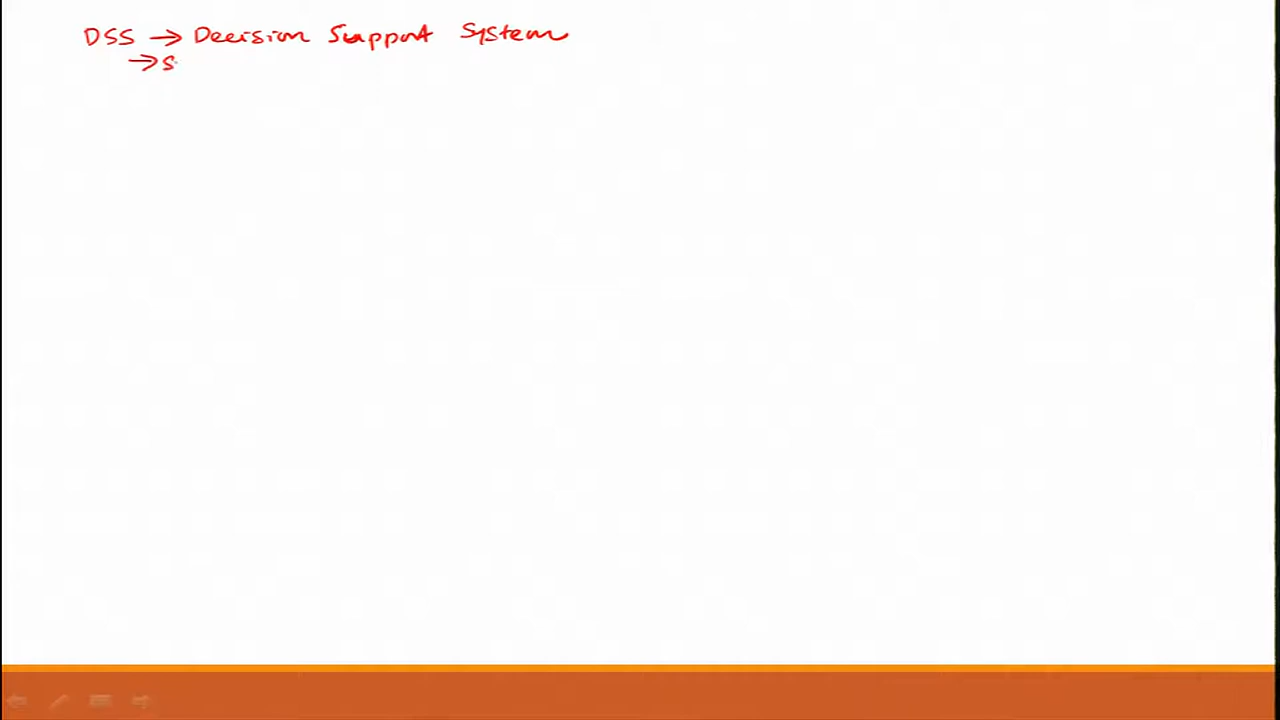 DSS → Decision Support System
→ s